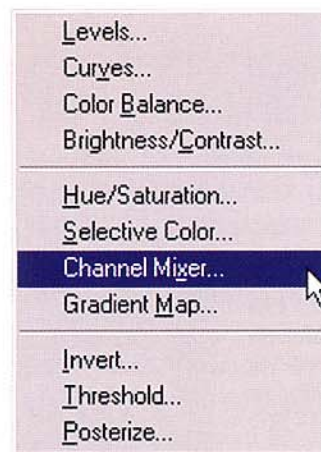 Levels...
Curves...
Color Balance...
Brightness/Contrast...
Hue/Saturation...
Selective Color...
Channel Mixer...
Gradient Map...
Invert...
Threshold...
Posterize...